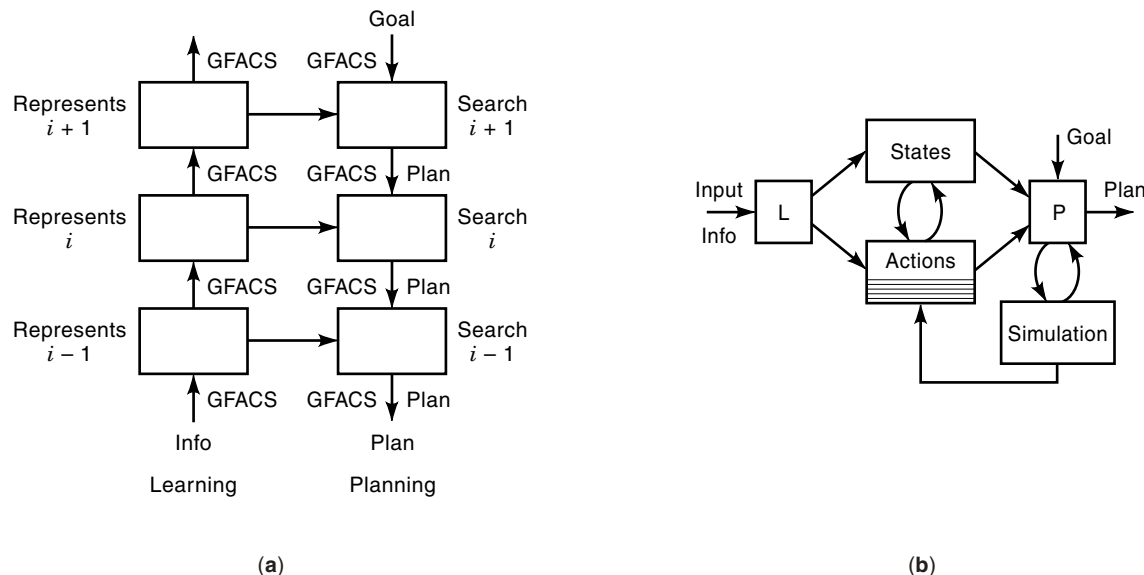 Goal
GFACS
GFACS
Represents
i + 1
Search
i + 1
GFACS
GFACS
Plan
Represents
i
Search
i
GFACS
GFACS
Plan
Represents
i – 1
Search
i – 1
GFACS
GFACS
Plan
Info
Plan
Learning
Planning
(a)
States
Goal
Input
Info
L
P
Plan
Actions
Simulation
(b)